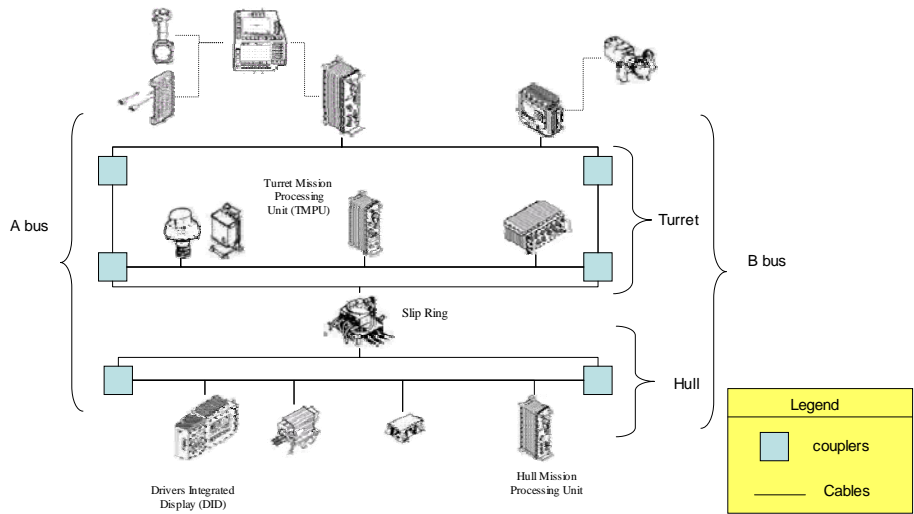 Turret Mission
Processing
Unit (TMPU)
A bus
Turret
B bus
Slip Ring
Hull
Legend
couplers
Cables
Drivers Integrated
Display (DID)
Hull Mission
Processing Unit